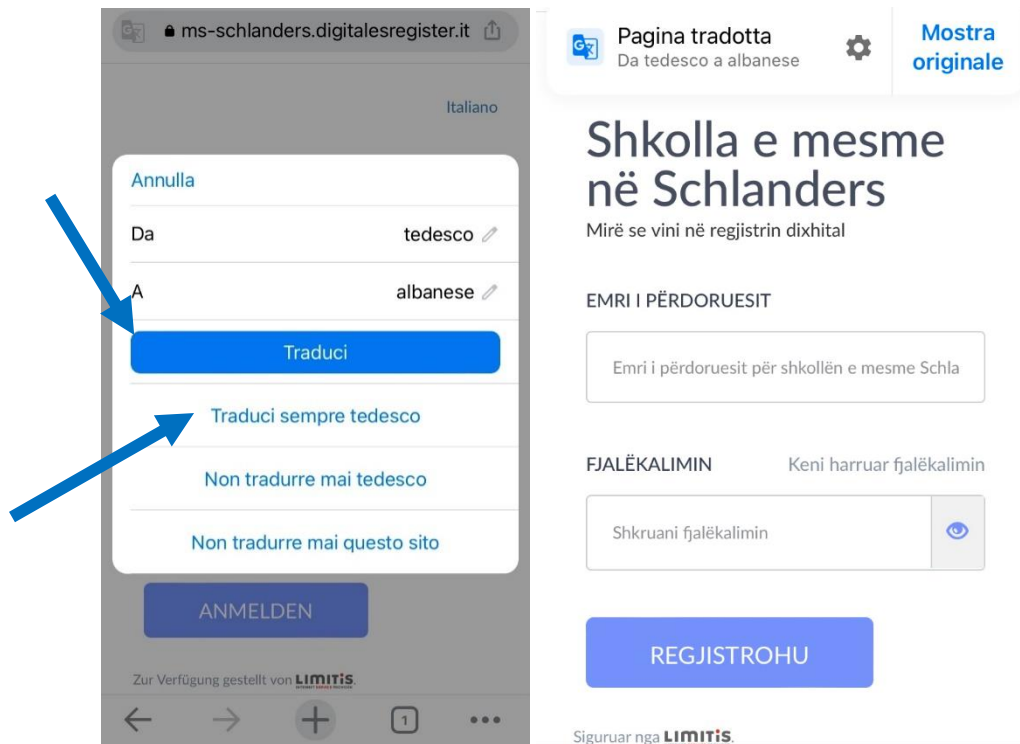 ms-schlanders.digitalesregister.it
Italiano
Annulla
Da tedesco
A albanese
Traduci
Traduci sempre tedesco
Non tradurre mai tedesco
Non tradurre mai questo sito
ANMELDEN
Zur Verfügung gestellt von LIMITIS.
1
Pagina tradotta
Da tedesco a albanese
Mostra
originale
Shkolla e mesme
në Schlanders
Mirë se vini në regjistrin dixhital
EMRI I PËRDORUESIT
Emri i përdoruesit për shkollën e mesme Schla
FJALËKALIMIN Keni harruar fjalëkalimin
Shkruani fjalëkalimin
REGJISTROHU
Siguruar nga LIMITIS.